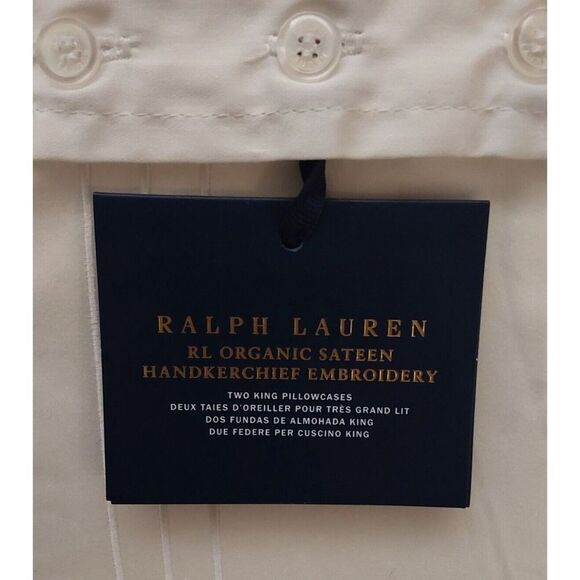 RALPH LAUREN
RL ORGANIC SATEEN
HANDKERCHIEF EMBROIDERY
TWO KING PILLOWCASES
DEUX TAIES D'OREILLER POUR TRÈS GRAND LIT
DOS FUNDAS DE ALMOHADA KING
DUE FEDERE PER CUSCINO KING